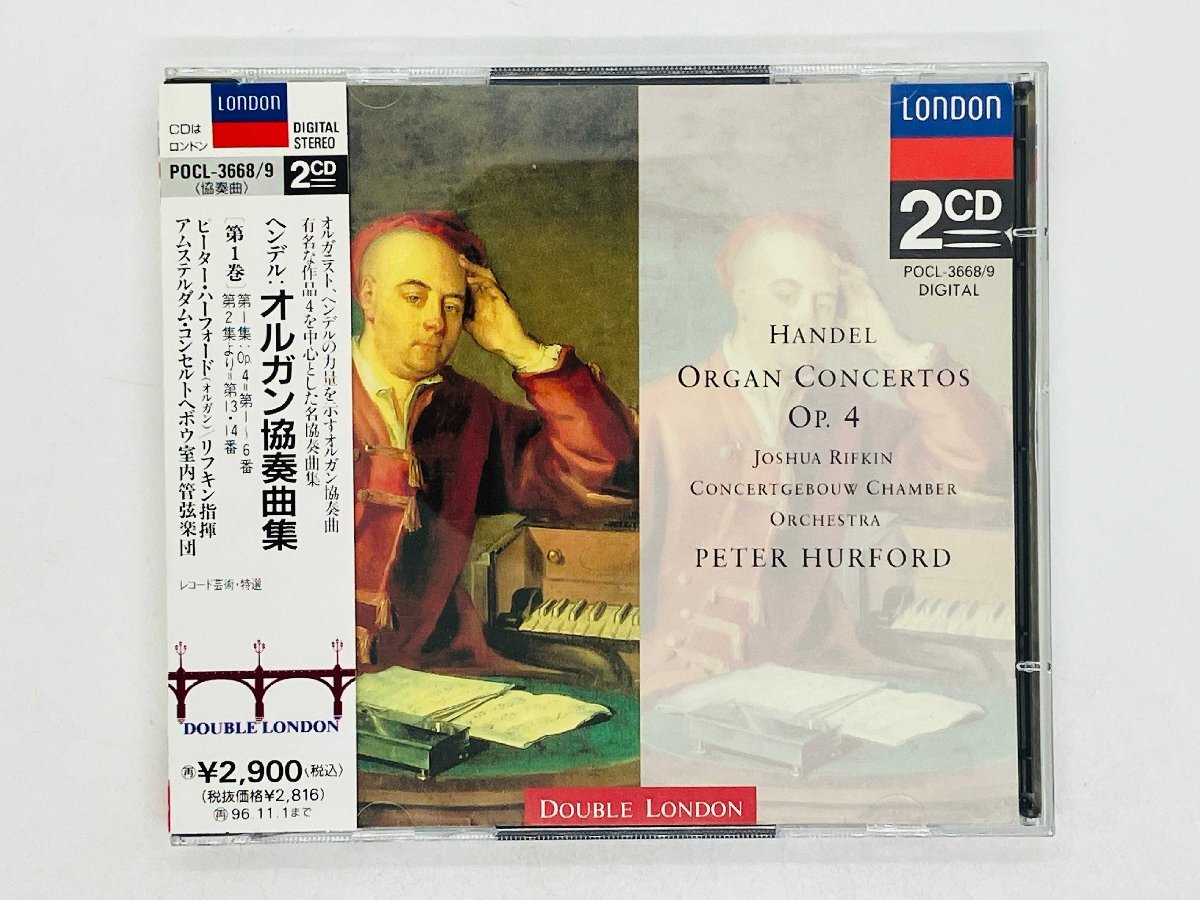 LONDON
CDは
ロンドン
DIGITAL
STEREO
POCL-3668/9
〈協奏曲〉
2CD
オルガニスト、ヘンデルの力量を示すオルガン協奏曲
有名な作品4を中心とした名協奏曲集
ヘンデル:オルガン協奏曲集
[第1巻]
第1集:Op.4=第1〜6番
第2集より=第13・14番
ピーター・ハーフォード(オルガン)/リフキン指揮
アムステルダム・コンセルトヘボウ室内管弦楽団
レコード芸術・特選
DOUBLE LONDON
再¥2,900(税込)
(税抜価格¥2,816)
再96.11.1まで
LONDON
2CD
POCL-3668/9
DIGITAL
HANDEL
ORGAN CONCERTOS
OP. 4
JOSHUA RIFKIN
CONCERTGEBOUW CHAMBER
ORCHESTRA
PETER HURFORD
DOUBLE LONDON